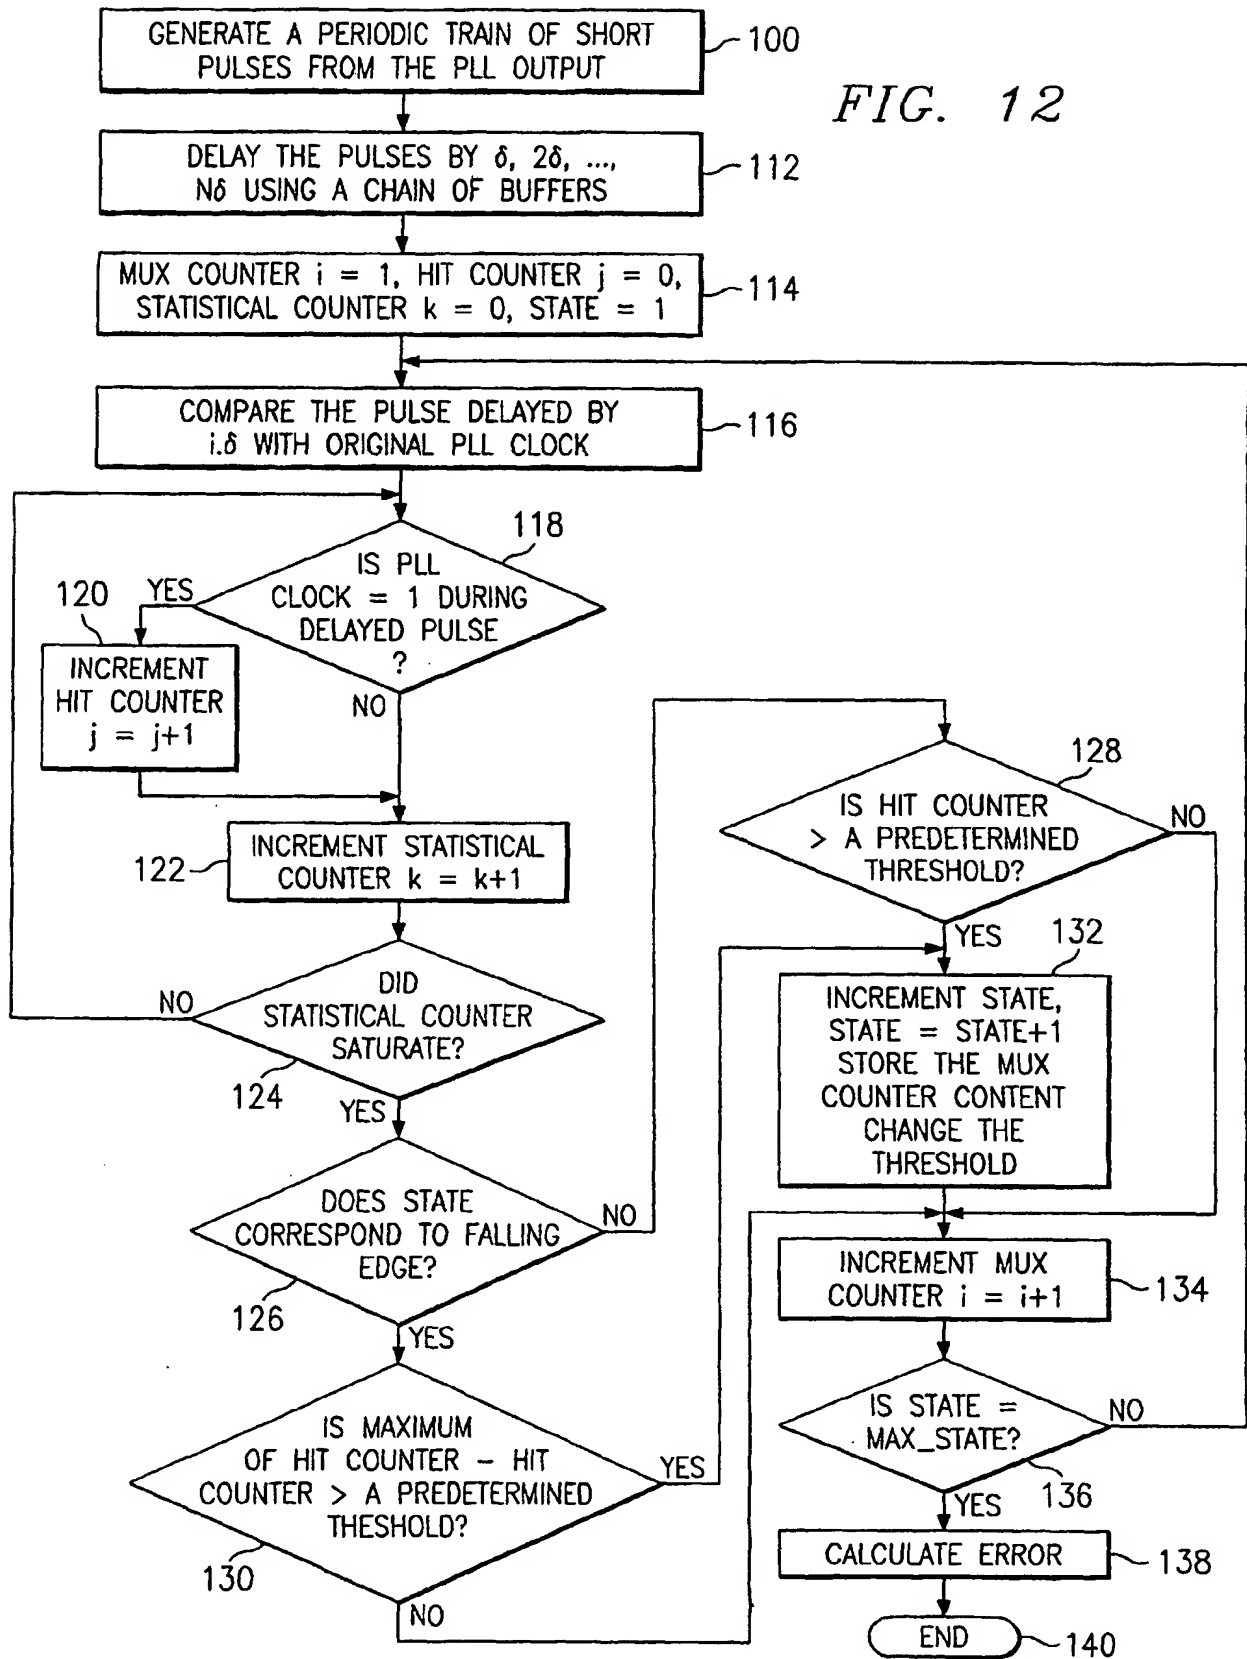 GENERATE A PERIODIC TRAIN OF SHORT
PULSES FROM THE PLL OUTPUT
100
FIG. 12
DELAY THE PULSES BY δ, 2δ, ...,
Nδ USING A CHAIN OF BUFFERS
112
MUX COUNTER i = 1, HIT COUNTER j = 0,
STATISTICAL COUNTER k = 0, STATE = 1
114
COMPARE THE PULSE DELAYED BY
i.δ WITH ORIGINAL PLL CLOCK
116
118
IS PLL
CLOCK = 1 DURING
DELAYED PULSE
?
YES
NO
120
INCREMENT
HIT COUNTER
j = j+1
122
INCREMENT STATISTICAL
COUNTER k = k+1
DID
STATISTICAL COUNTER
SATURATE?
NO
124
YES
DOES STATE
CORRESPOND TO FALLING
EDGE?
NO
126
YES
IS MAXIMUM
OF HIT COUNTER – HIT
COUNTER > A PREDETERMINED
THESHOLD?
YES
130
NO
128
IS HIT COUNTER
> A PREDETERMINED
THRESHOLD?
NO
YES
132
INCREMENT STATE,
STATE = STATE+1
STORE THE MUX
COUNTER CONTENT
CHANGE THE
THRESHOLD
INCREMENT MUX
COUNTER i = i+1
134
IS STATE =
MAX_STATE?
NO
136
YES
CALCULATE ERROR
138
END
140